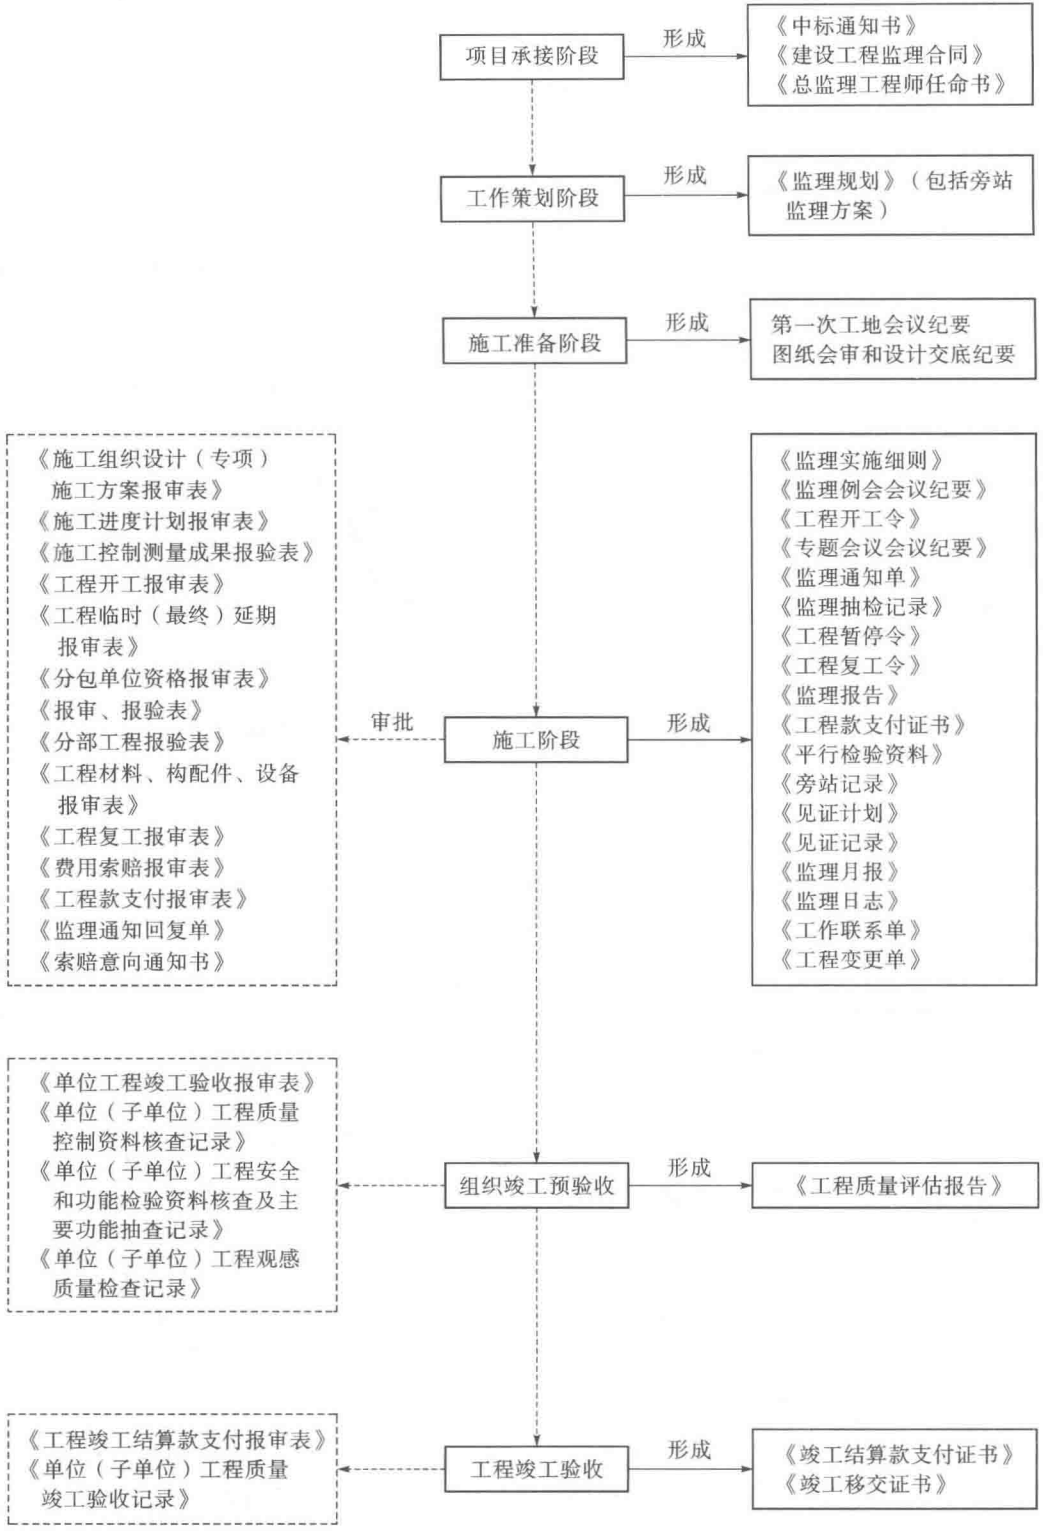 项目承接阶段
形成
《中标通知书》
《建设工程监理合同》
《总监理工程师任命书》
工作策划阶段
形成
《监理规划》（包括旁站
监理方案）
施工准备阶段
形成
第一次工地会议纪要
图纸会审和设计交底纪要
《施工组织设计（专项）
施工方案报审表》
《施工进度计划报审表》
《施工控制测量成果报验表》
《工程开工报审表》
《工程临时（最终）延期
报审表》
《分包单位资格报审表》
《报审、报验表》
《分部工程报验表》
《工程材料、构配件、设备
报审表》
《工程复工报审表》
《费用索赔报审表》
《工程款支付报审表》
《监理通知回复单》
《索赔意向通知书》
审批
施工阶段
形成
《监理实施细则》
《监理例会会议纪要》
《工程开工令》
《专题会议会议纪要》
《监理通知单》
《监理抽检记录》
《工程暂停令》
《工程复工令》
《监理报告》
《工程款支付证书》
《平行检验资料》
《旁站记录》
《见证计划》
《见证记录》
《监理月报》
《监理日志》
《工作联系单》
《工程变更单》
《单位工程竣工验收报审表》
《单位（子单位）工程质量
控制资料核查记录》
《单位（子单位）工程安全
和功能检验资料核查及主
要功能抽查记录》
《单位（子单位）工程观感
质量检查记录》
组织竣工预验收
形成
《工程质量评估报告》
《工程竣工结算款支付报审表》
《单位（子单位）工程质量
竣工验收记录》
工程竣工验收
形成
《竣工结算款支付证书》
《竣工移交证书》